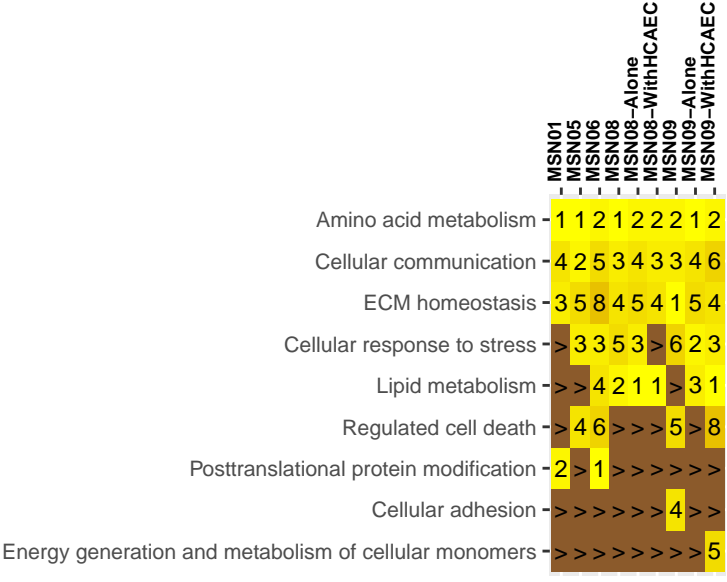 MSN01
MSN05
MSN06
MSN08
MSN08−Alone
MSN08−WithHCAEC
MSN09
MSN09−Alone
MSN09−WithHCAEC
Amino acid metabolism 1 1 2 1 2 2 2 1 2
Cellular communication 4 2 5 3 4 3 3 4 6
ECM homeostasis 3 5 8 4 5 4 1 5 4
Cellular response to stress > 3 3 5 3 > 6 2 3
Lipid metabolism > > 4 2 1 1 > 3 1
Regulated cell death > 4 6 > > > 5 > 8
Posttranslational protein modification 2 > 1 > > > > > >
Cellular adhesion > > > > > > 4 > >
Energy generation and metabolism of cellular monomers > > > > > > > > 5